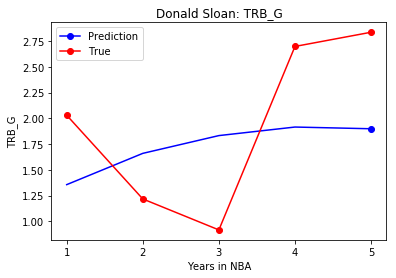 Donald Sloan: TRB_G
Prediction
True
TRB_G
2.75
2.50
2.25
2.00
1.75
1.50
1.25
1.00
1 2 3 4 5
Years in NBA